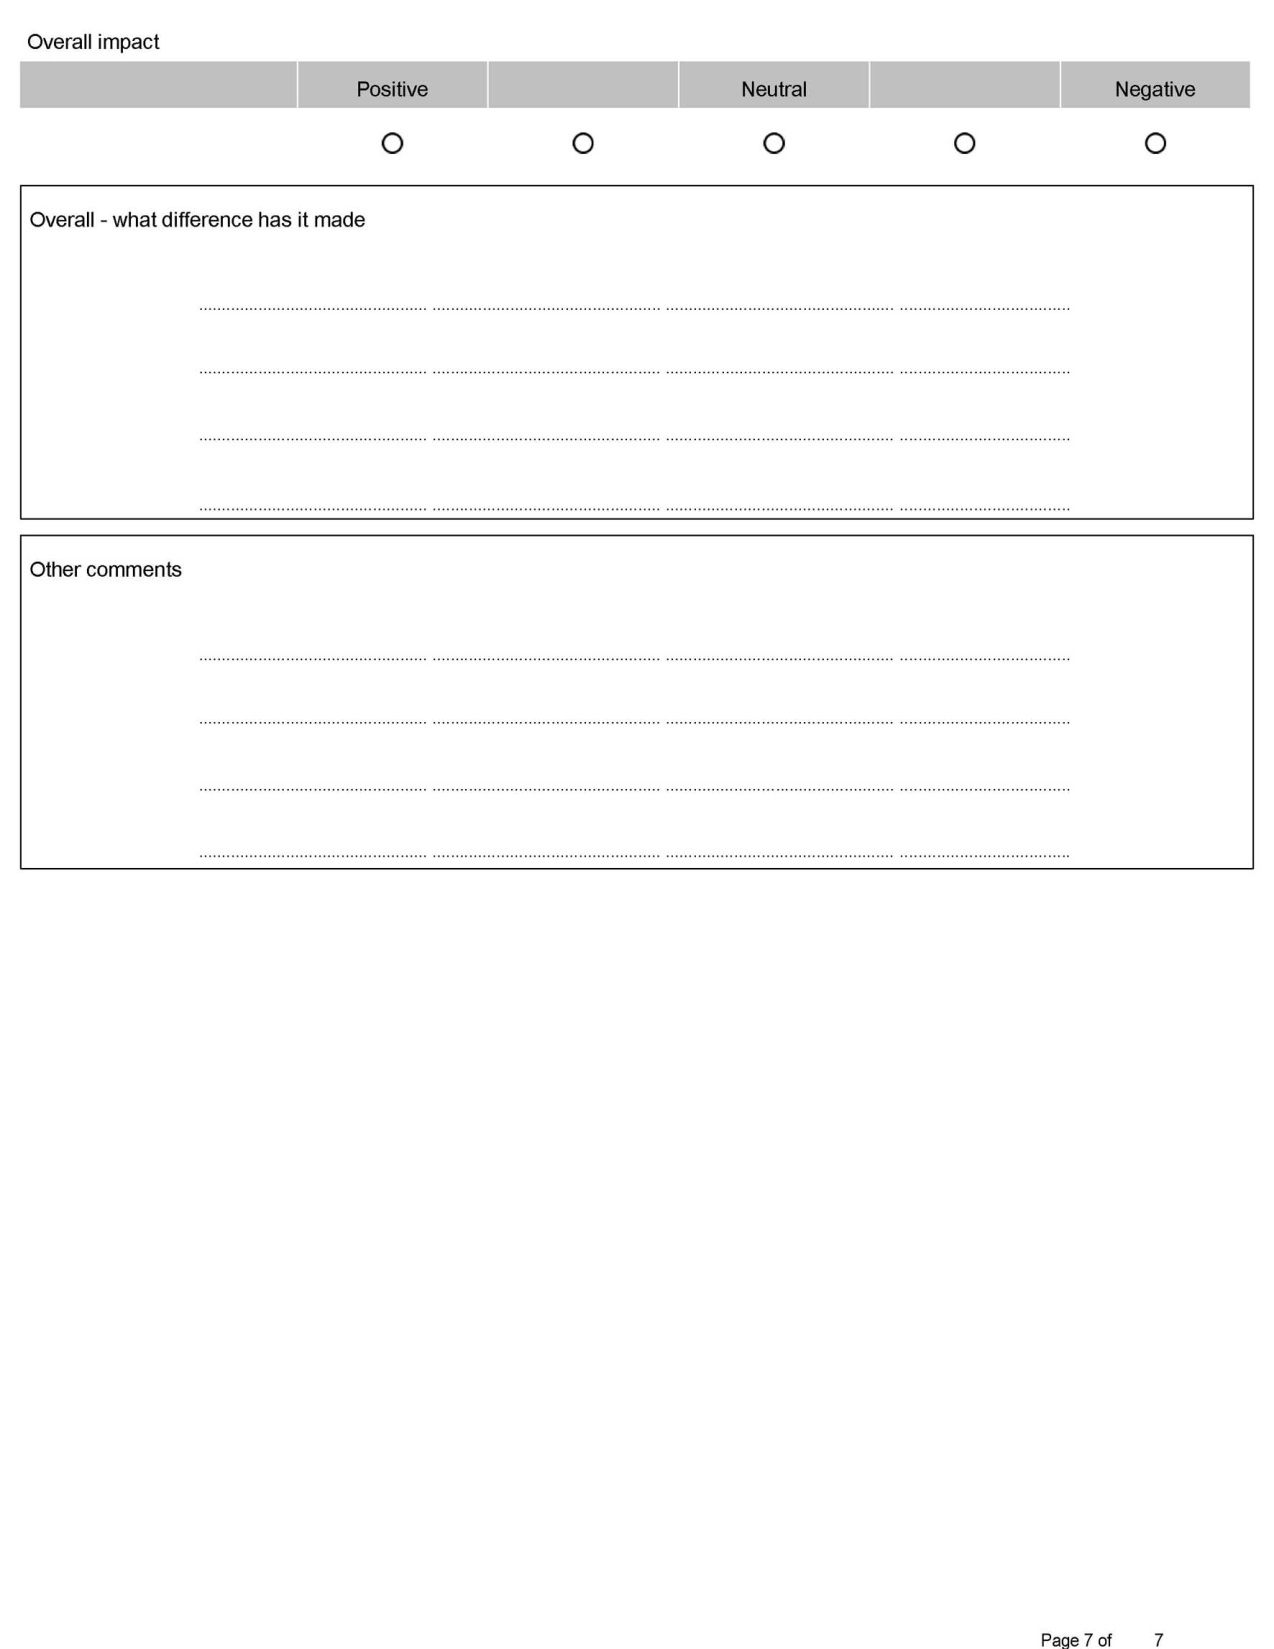 Overall impact
Positive Neutral Negative
Overall - what difference has it made
.................................................. .................................................. .................................................. .....................................
.................................................. .................................................. .................................................. .....................................
.................................................. .................................................. .................................................. .....................................
.................................................. .................................................. .................................................. .....................................
Other comments
.................................................. .................................................. .................................................. .....................................
.................................................. .................................................. .................................................. .....................................
.................................................. .................................................. .................................................. .....................................
.................................................. .................................................. .................................................. .....................................
Page 7 of 7